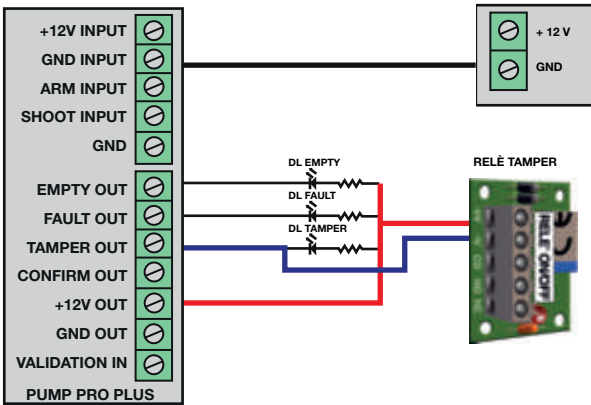 +12V INPUT
GND INPUT
ARM INPUT
SHOOT INPUT
GND
EMPTY OUT
FAULT OUT
TAMPER OUT
CONFIRM OUT
+12V OUT
GND OUT
VALIDATION IN
PUMP PRO PLUS
+ 12 V
GND
DL EMPTY
DL FAULT
DL TAMPER
RELÈ TAMPER
RELE ON/OFF